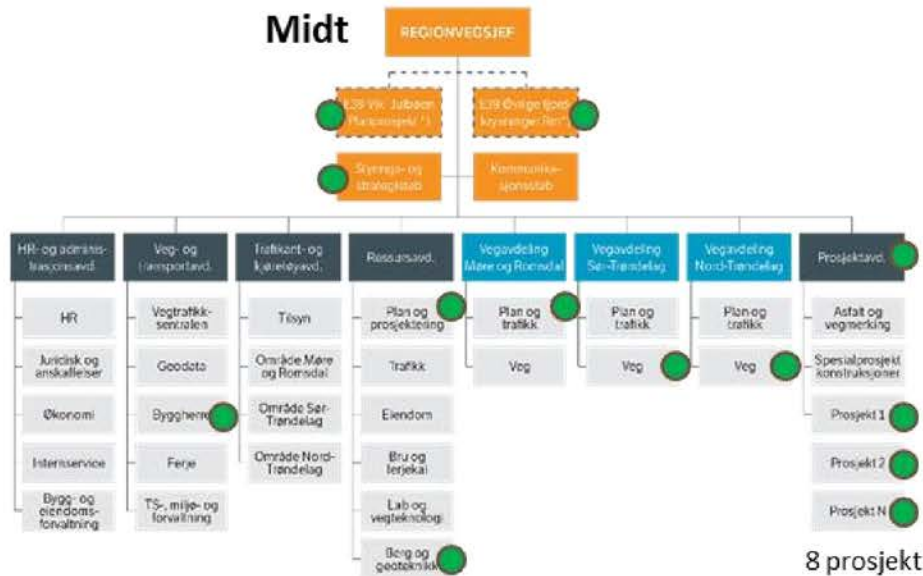 Midt
REGIONVEGSJEF
E39 Vik Julbøen
Planprosjekt *)
E39 Øvrige fjord-
kryssninger Rm
Styrings- og
strategistab
Kommunika-
sjonsstab
HR- og adminis-
trasjonsavd.
HR
Juridisk og
anskaffelser
Økonomi
Internservice
Bygg- og
eiendoms-
forvaltning
Veg- og
transportavd.
Vegtrafikk-
sentralen
Geodata
Byggherre
Ferje
TS-, miljø- og
forvaltning
Trafikant- og
kjøretøyavd.
Tilsyn
Område Møre
og Romsdal
Område Sør-
Trøndelag
Område Nord-
Trøndelag
Ressursavd.
Plan og
prosjektering
Trafikk
Eiendom
Bru og
ferjekai
Lab og
vegteknologi
Berg og
geoteknikk
Vegavdeling
Møre og Romsdal
Plan og
trafikk
Veg
Vegavdeling
Sør-Trøndelag
Plan og
trafikk
Veg
Vegavdeling
Nord-Trøndelag
Plan og
trafikk
Veg
Prosjektavd.
Asfalt og
vegmerking
Spesialprosjekt
konstruksjoner
Prosjekt 1
Prosjekt 2
Prosjekt N
8 prosjekt